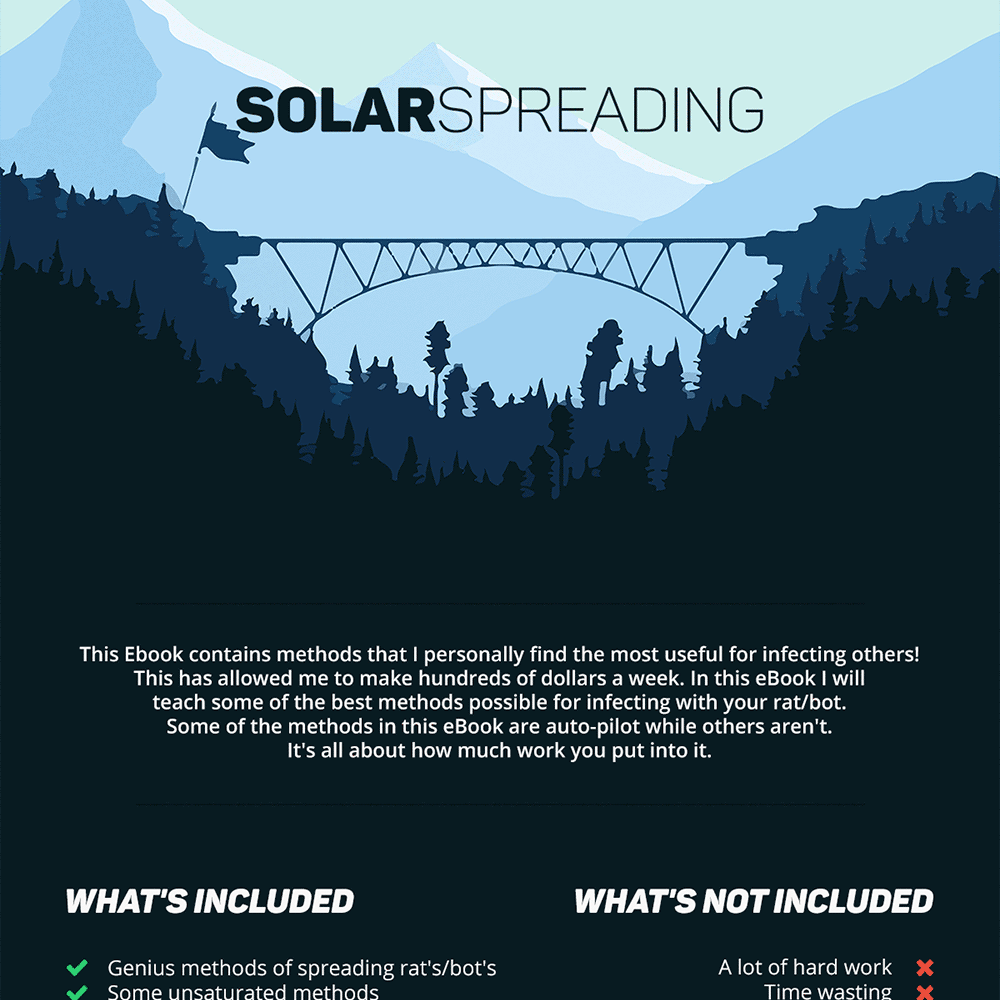 SOLARSPREADING
This Ebook contains methods that I personally find the most useful for infecting others!
This has allowed me to make hundreds of dollars a week. In this eBook I will
teach some of the best methods possible for infecting with your rat/bot.
Some of the methods in this eBook are auto-pilot while others aren't.
It's all about how much work you put into it.
WHAT'S INCLUDED
Genius methods of spreading rat's/bot's
Some unsaturated methods
WHAT'S NOT INCLUDED
A lot of hard work
Time wasting